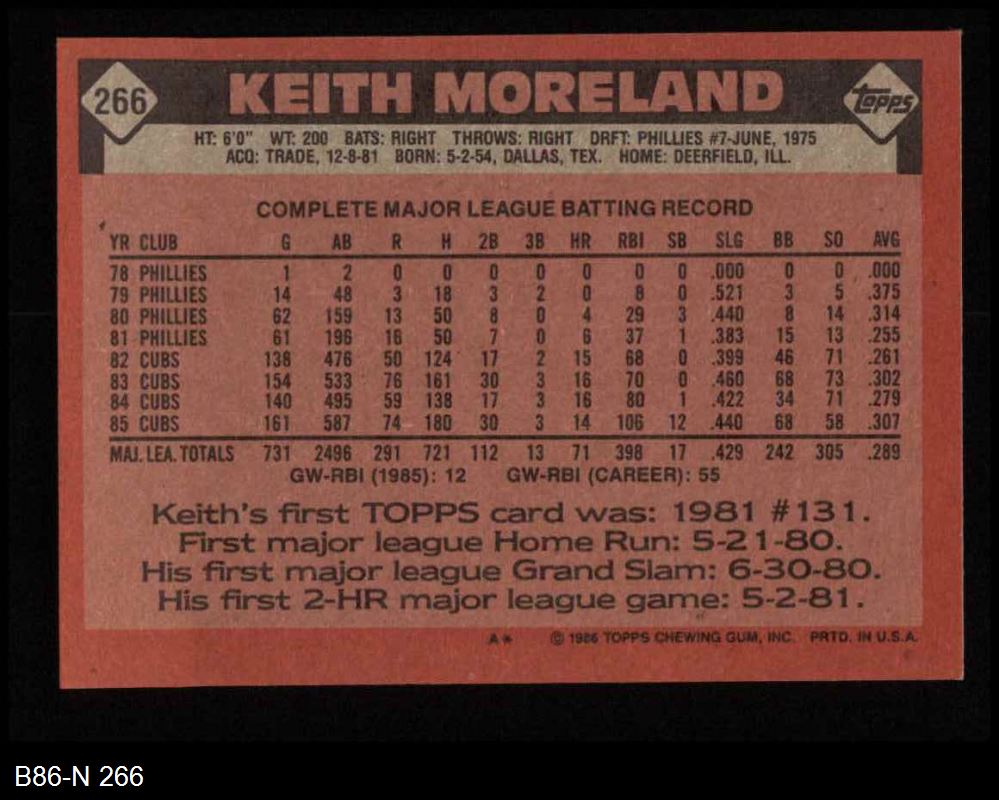 266 KEITH MORELAND Topps
HT: 6'0" WT: 200 BATS: RIGHT THROWS: RIGHT DRFT: PHILLIES #7-JUNE, 1975
ACQ: TRADE, 12-8-81 BORN: 5-2-54, DALLAS, TEX. HOME: DEERFIELD, ILL.
COMPLETE MAJOR LEAGUE BATTING RECORD
YR CLUB G AB R H 2B 3B HR RBI SB SLG BB SO AVG
78 PHILLIES 1 2 0 0 0 0 0 0 0 .000 0 0 .000
79 PHILLIES 14 48 3 18 3 2 0 8 0 .521 3 5 .375
80 PHILLIES 62 159 13 50 8 0 4 29 3 .440 8 14 .314
81 PHILLIES 61 196 16 50 7 0 6 37 1 .383 15 13 .255
82 CUBS 138 476 50 124 17 2 15 68 0 .399 46 71 .261
83 CUBS 154 533 76 161 30 3 16 70 0 .460 68 73 .302
84 CUBS 140 495 59 138 17 3 16 80 1 .422 34 71 .279
85 CUBS 161 587 74 180 30 3 14 106 12 .440 68 58 .307
MAJ. LEA. TOTALS 731 2496 291 721 112 13 71 398 17 .429 242 305 .289
GW-RBI (1985): 12 GW-RBI (CAREER): 55
Keith's first TOPPS card was: 1981 #131.
First major league Home Run: 5-21-80.
His first major league Grand Slam: 6-30-80.
His first 2-HR major league game: 5-2-81.
A* © 1986 TOPPS CHEWING GUM, INC. PRTD. IN U.S.A.
B86-N 266